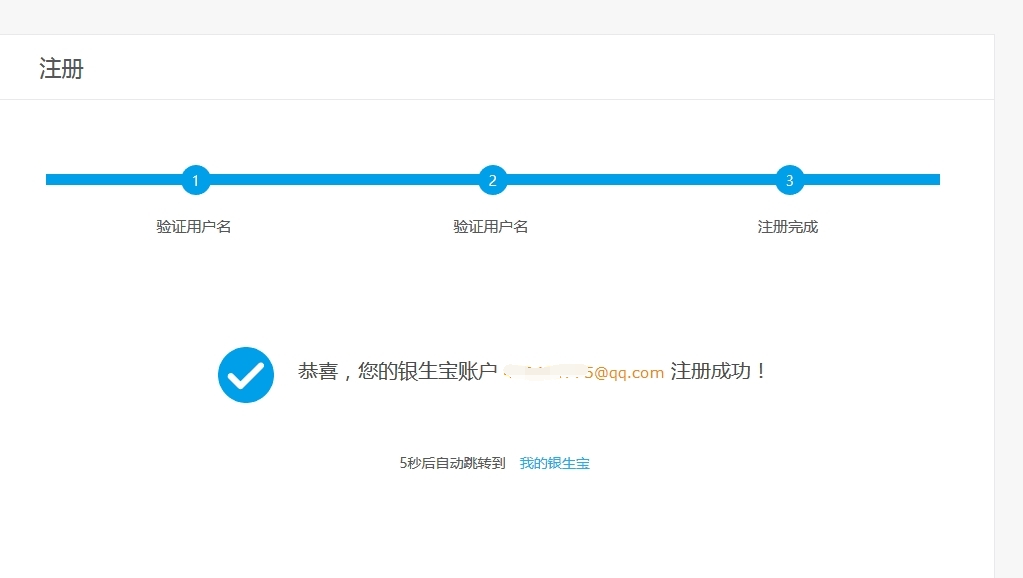 注册
1 2 3
验证用户名 验证用户名 注册完成
恭喜，您的银生宝账户 5@qq.com 注册成功！
5秒后自动跳转到 我的银生宝